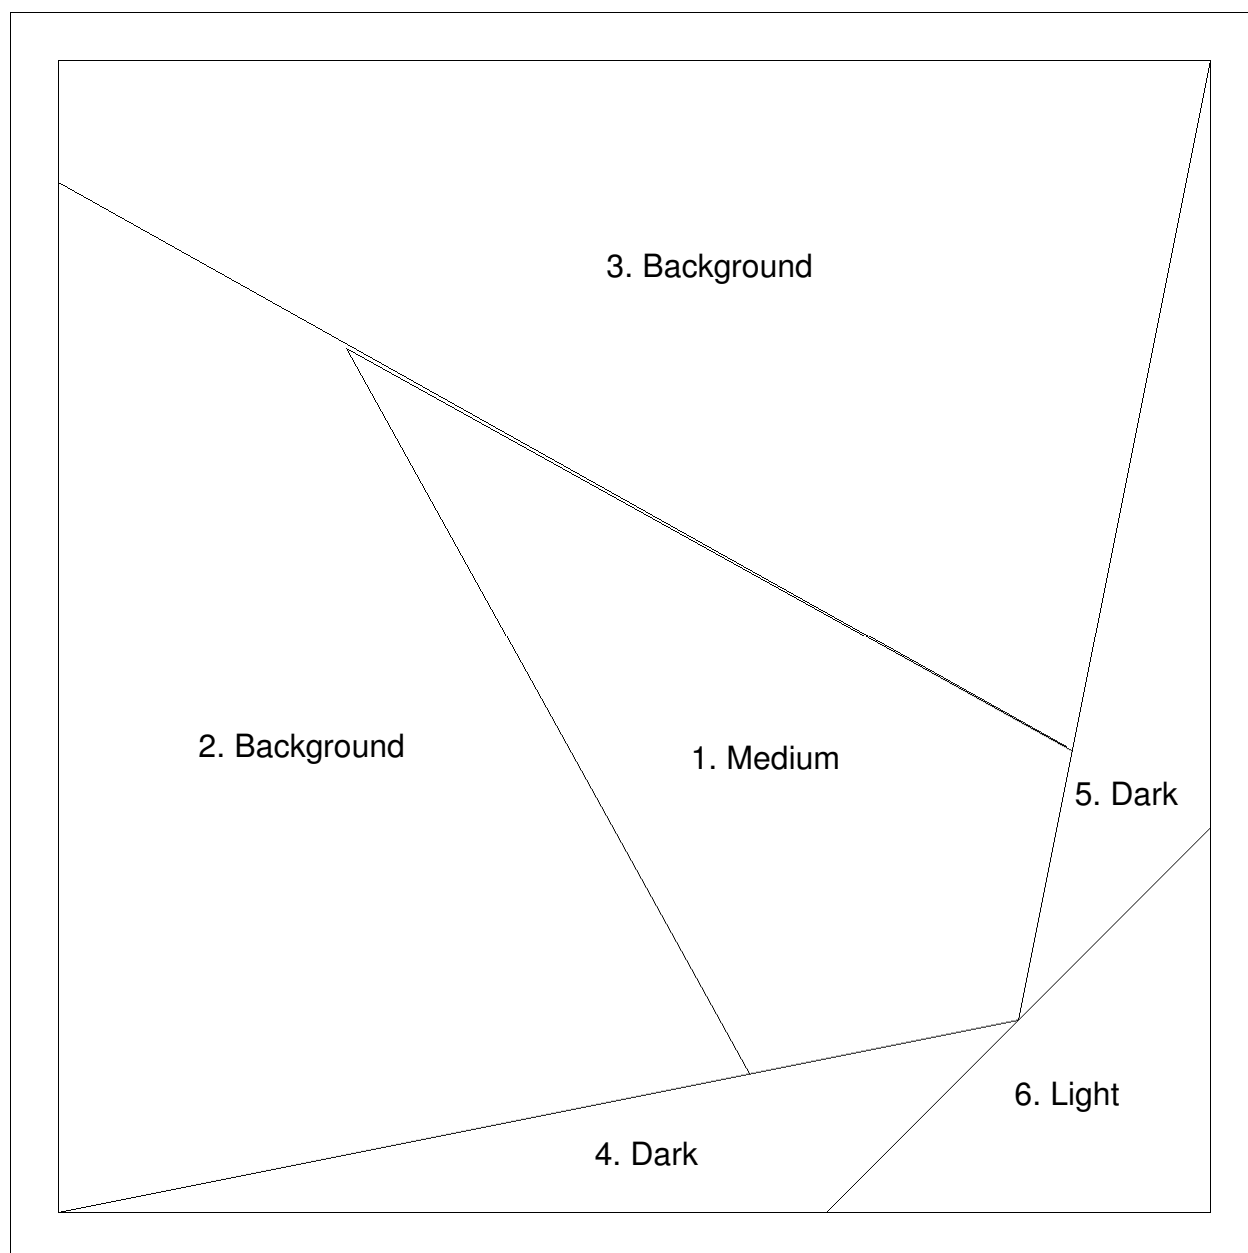 3. Background
2. Background
1. Medium
5. Dark
6. Light
4. Dark